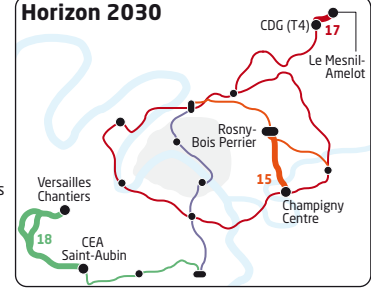 Horizon 2030
CDG (T4)
17
Le Mesnil-
Amelot
Rosny-
Bois Perrier
15
Champigny
Centre
s
Versailles
Chantiers
18
CEA
Saint-Aubin